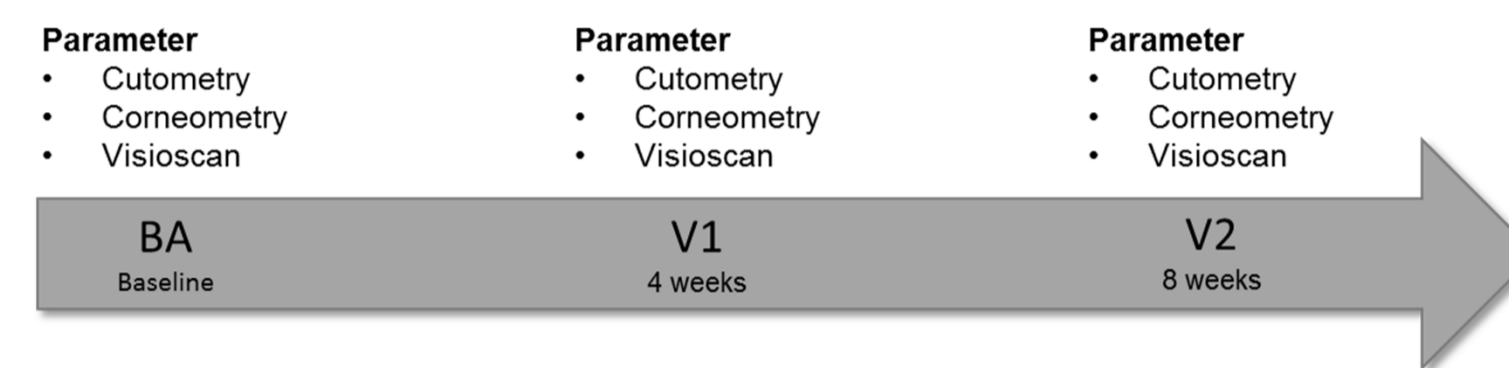 Parameter
• Cutometry
• Corneometry
• Visioscan
BA
Baseline
Parameter
• Cutometry
• Corneometry
• Visioscan
V1
4 weeks
Parameter
• Cutometry
• Corneometry
• Visioscan
V2
8 weeks